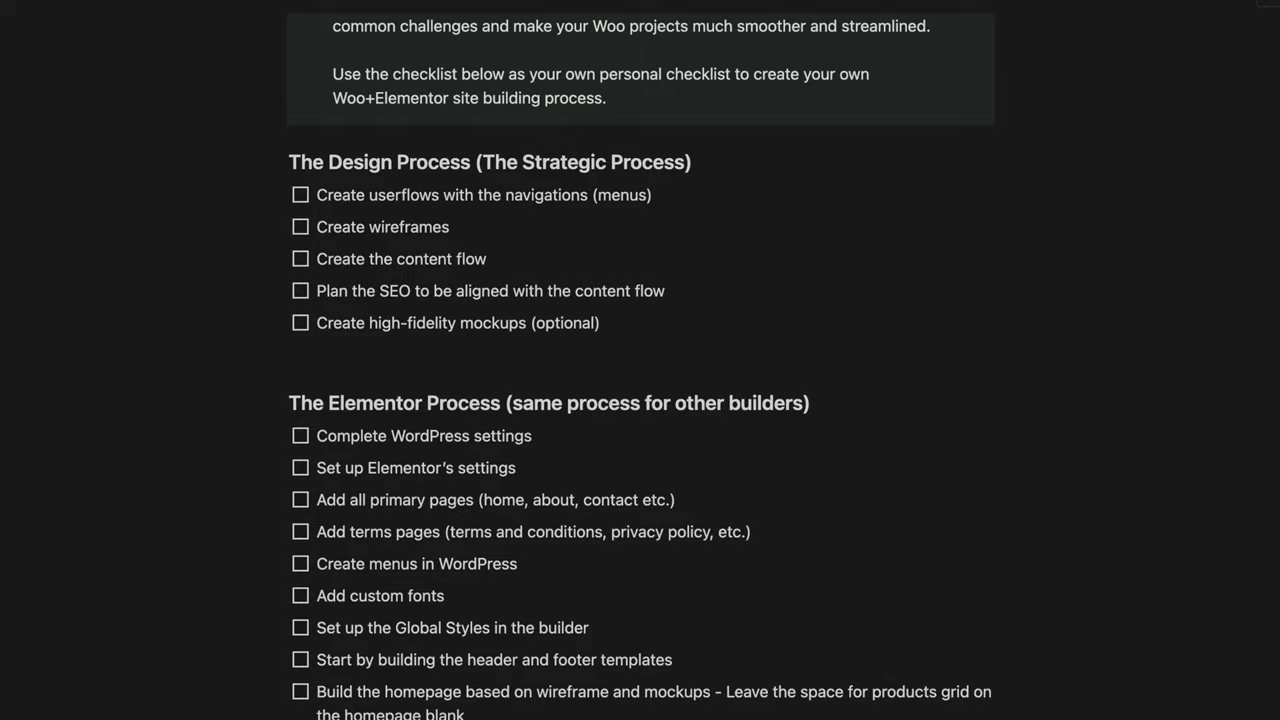 common challenges and make your Woo projects much smoother and streamlined.
Use the checklist below as your own personal checklist to create your own
Woo+Elementor site building process.
The Design Process (The Strategic Process)
Create userflows with the navigations (menus)
Create wireframes
Create the content flow
Plan the SEO to be aligned with the content flow
Create high-fidelity mockups (optional)
The Elementor Process (same process for other builders)
Complete WordPress settings
Set up Elementor’s settings
Add all primary pages (home, about, contact etc.)
Add terms pages (terms and conditions, privacy policy, etc.)
Create menus in WordPress
Add custom fonts
Set up the Global Styles in the builder
Start by building the header and footer templates
Build the homepage based on wireframe and mockups - Leave the space for products grid on
the homepage blank